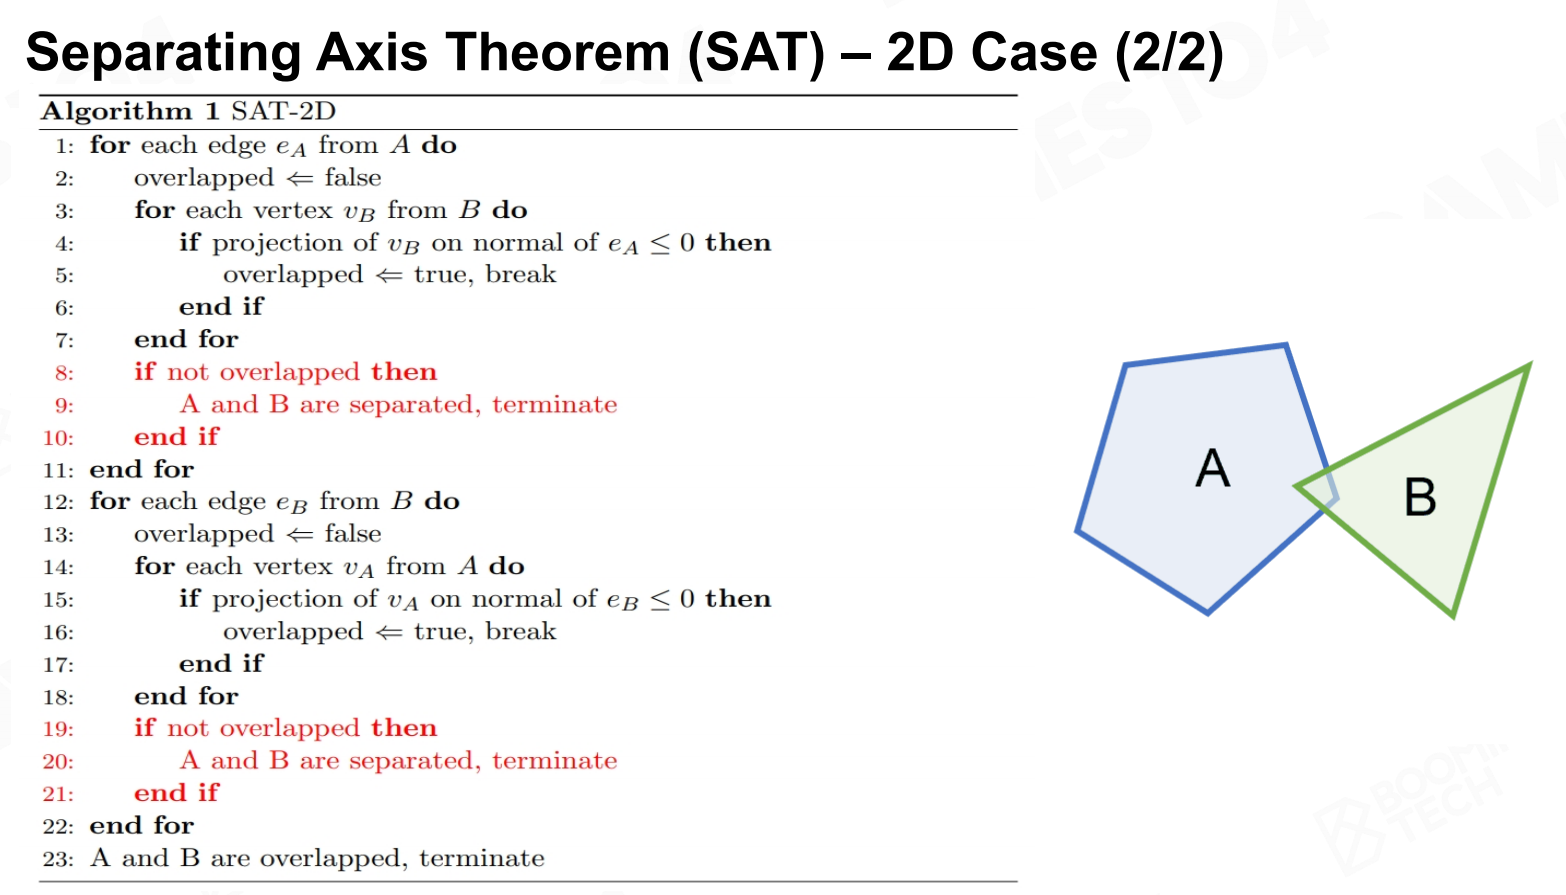 Separating Axis Theorem (SAT) – 2D Case (2/2)
Algorithm 1 SAT-2D
1: for each edge e_A from A do
2: overlapped ⇐ false
3: for each vertex v_B from B do
4: if projection of v_B on normal of e_A ≤ 0 then
5: overlapped ⇐ true, break
6: end if
7: end for
8: if not overlapped then
9: A and B are separated, terminate
10: end if
11: end for
12: for each edge e_B from B do
13: overlapped ⇐ false
14: for each vertex v_A from A do
15: if projection of v_A on normal of e_B ≤ 0 then
16: overlapped ⇐ true, break
17: end if
18: end for
19: if not overlapped then
20: A and B are separated, terminate
21: end if
22: end for
23: A and B are overlapped, terminate
A
B
TECH